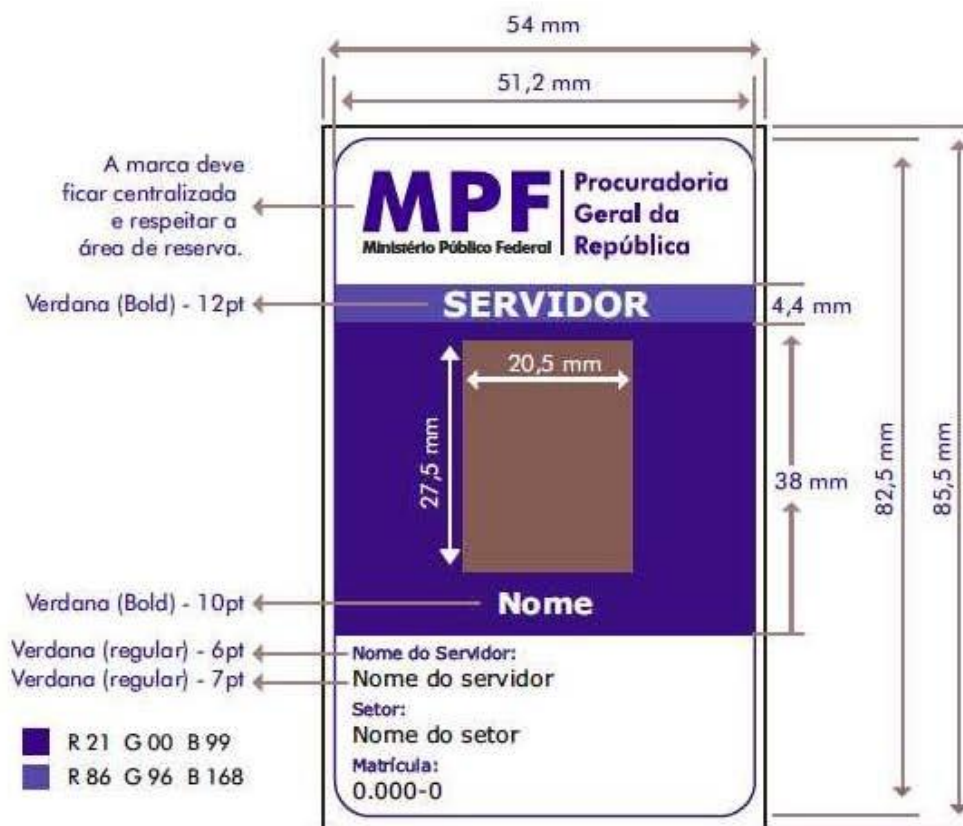 54 mm
51,2 mm
A marca deve
ficar centralizada
e respeitar a
área de reserva.
MPF
Ministério Público Federal
Procuradoria
Geral da
República
Verdana (Bold) - 12pt
SERVIDOR
4,4 mm
20,5 mm
27,5 mm
38 mm
82,5 mm
85,5 mm
Verdana (Bold) - 10pt
Nome
Verdana (regular) - 6pt
Nome do Servidor:
Verdana (regular) - 7pt
Nome do servidor
Setor:
Nome do setor
Matrícula:
0.000-0
R 21 G 00 B 99
R 86 G 96 B 168